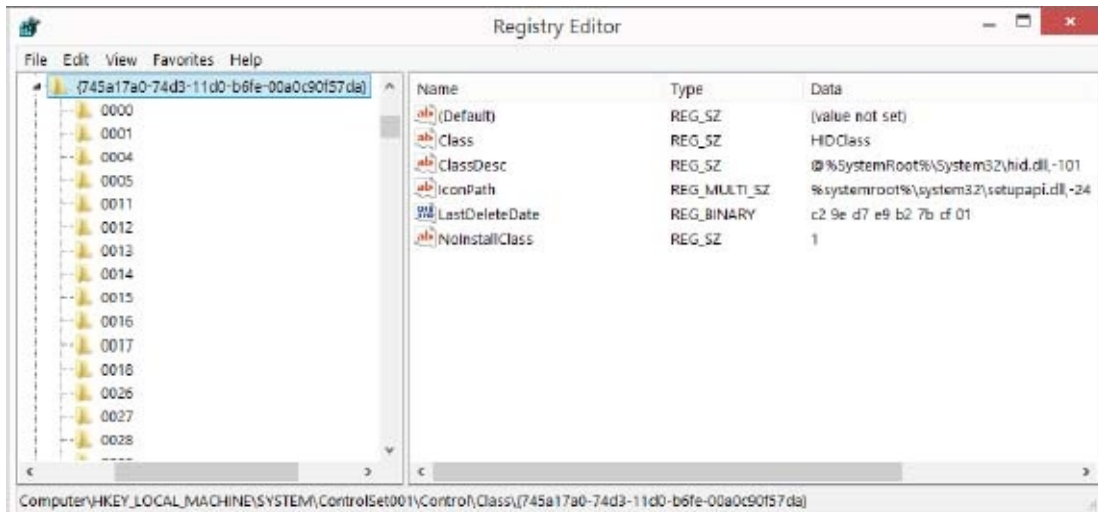 Registry Editor
File Edit View Favorites Help
{745a17a0-74d3-11d0-b6fe-00a0c90f57da}
0000
0001
0004
0005
0011
0012
0013
0014
0015
0016
0017
0018
0026
0027
0028
Name Type Data
(Default) REG_SZ (value not set)
Class REG_SZ HIDClass
ClassDesc REG_SZ @%SystemRoot%\System32\hid.dll,-101
IconPath REG_MULTI_SZ %systemroot%\system32\setupapi.dll,-24
LastDeleteDate REG_BINARY c2 9e d7 e9 b2 7b cf 01
NoInstallClass REG_SZ 1
Computer\HKEY_LOCAL_MACHINE\SYSTEM\ControlSet001\Control\Class\{745a17a0-74d3-11d0-b6fe-00a0c90f57da}